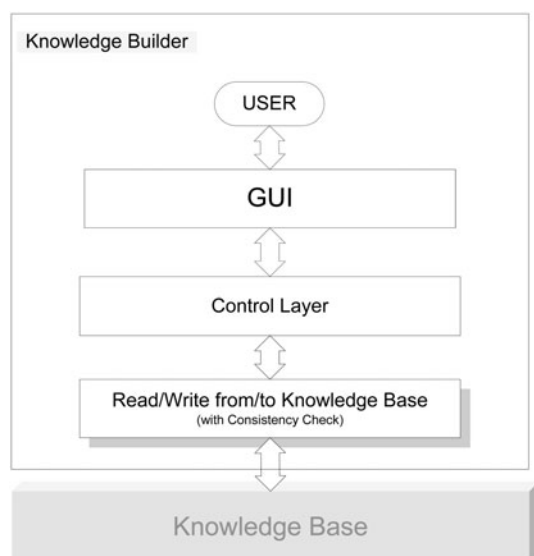 Knowledge Builder
USER
GUI
Control Layer
Read/Write from/to Knowledge Base
(with Consistency Check)
Knowledge Base